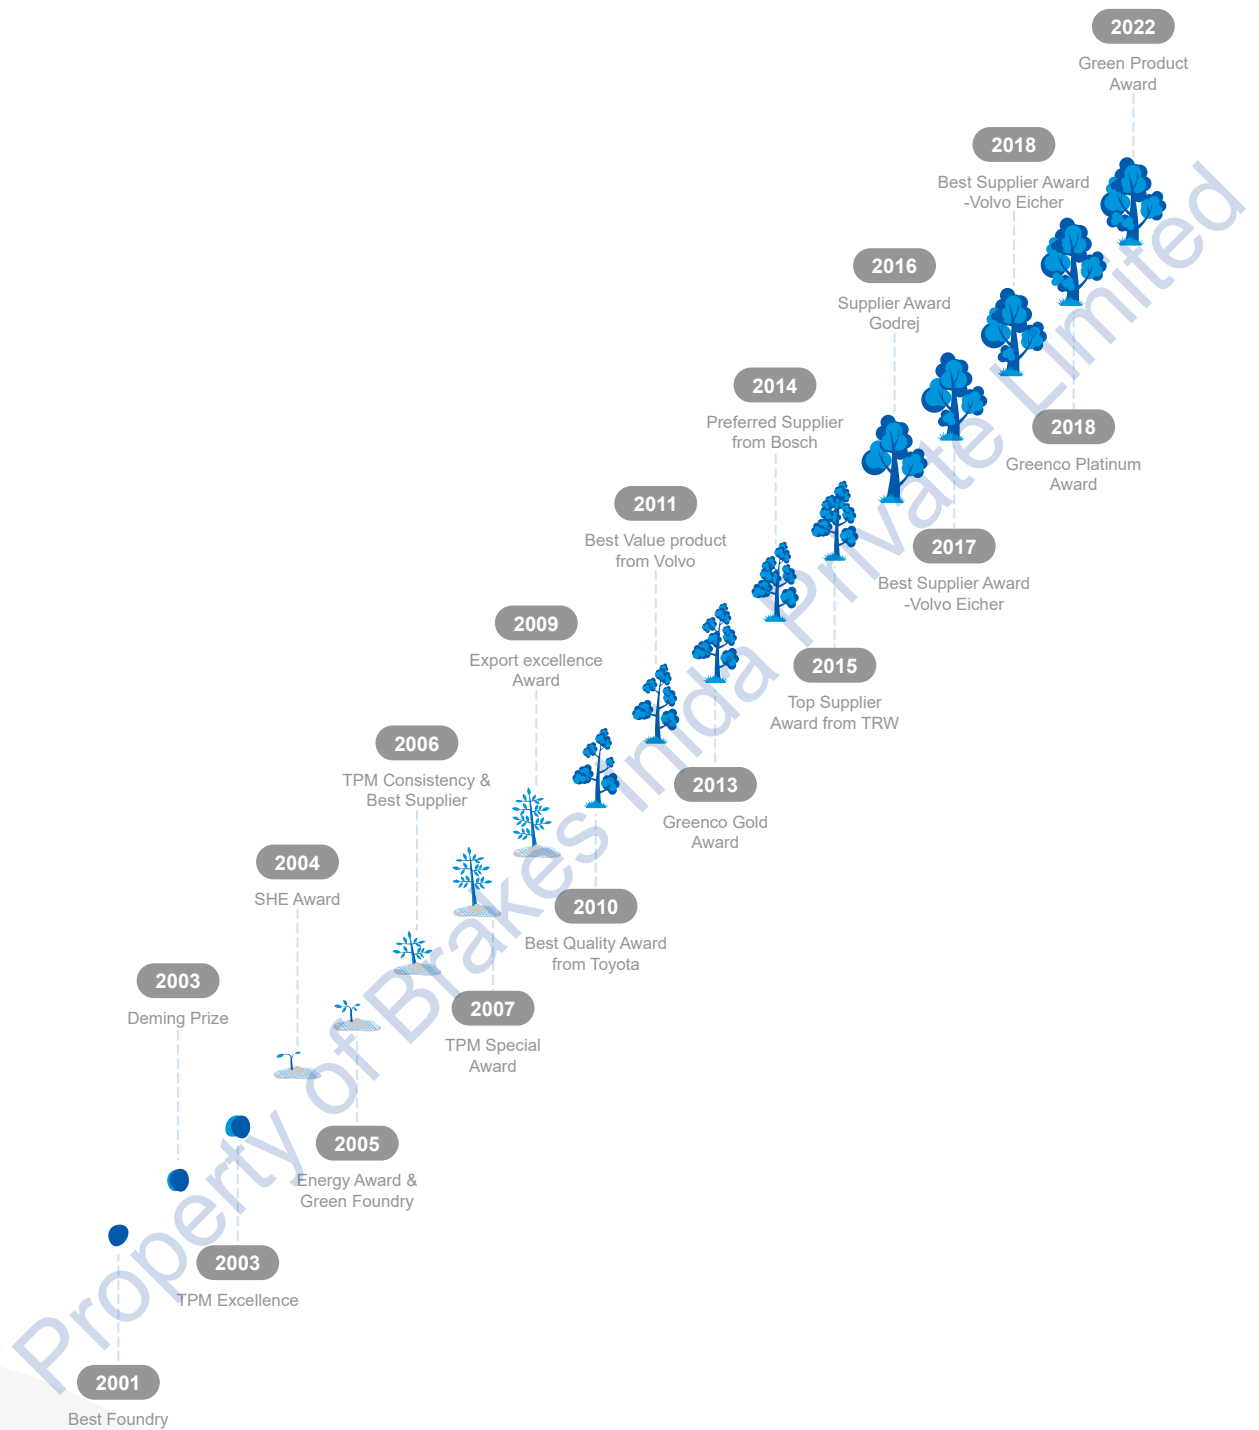 2022
Green Product
Award
2018
Best Supplier Award
-Volvo Eicher
2016
Supplier Award
Godrej
2014
Preferred Supplier
from Bosch
2018
Greenco Platinum
Award
2011
Best Value product
from Volvo
2017
Best Supplier Award
-Volvo Eicher
2009
Export excellence
Award
2015
Top Supplier
Award from TRW
2006
TPM Consistency &
Best Supplier
2013
Greenco Gold
Award
2004
SHE Award
2010
Best Quality Award
from Toyota
2003
Deming Prize
2007
TPM Special
Award
2005
Energy Award &
Green Foundry
2003
TPM Excellence
2001
Best Foundry
Property of Brakes Inida Private Limited